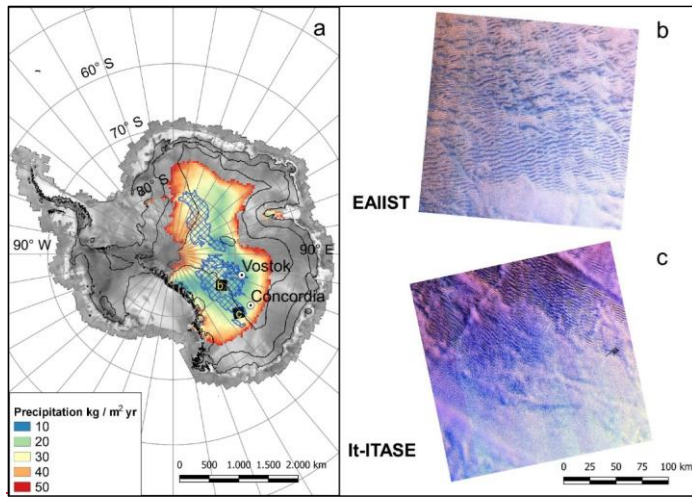 a
60° S
70° S
80° S
90° W
90° E
Vostok
b
Concordia
c
Precipitation kg / m² yr
10
20
30
40
50
0 500 1.000 1.500 2.000 km
b
EAIIST
c
It-ITASE
0 25 50 75 100 km